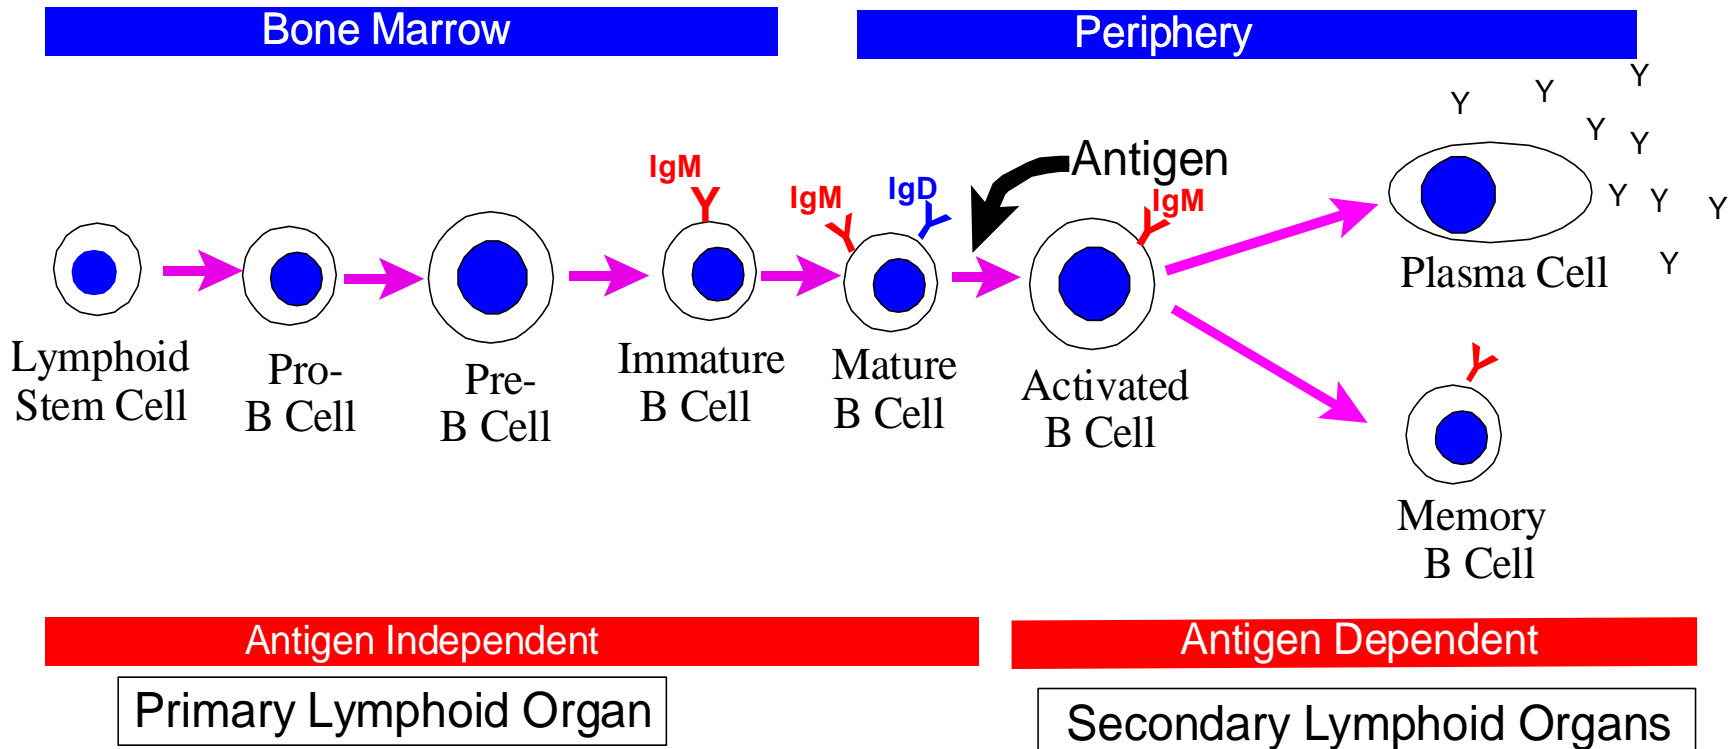 Bone Marrow
Periphery
Y
Y
Y
Y
Y
Antigen
IgM
IgM
IgD
IgM
Y
Y
Y
Y
Plasma Cell
Lymphoid
Stem Cell
Pro-
B Cell
Pre-
B Cell
Immature
B Cell
Mature
B Cell
Activated
B Cell
Memory
B Cell
Antigen Independent
Antigen Dependent
Primary Lymphoid Organ
Secondary Lymphoid Organs